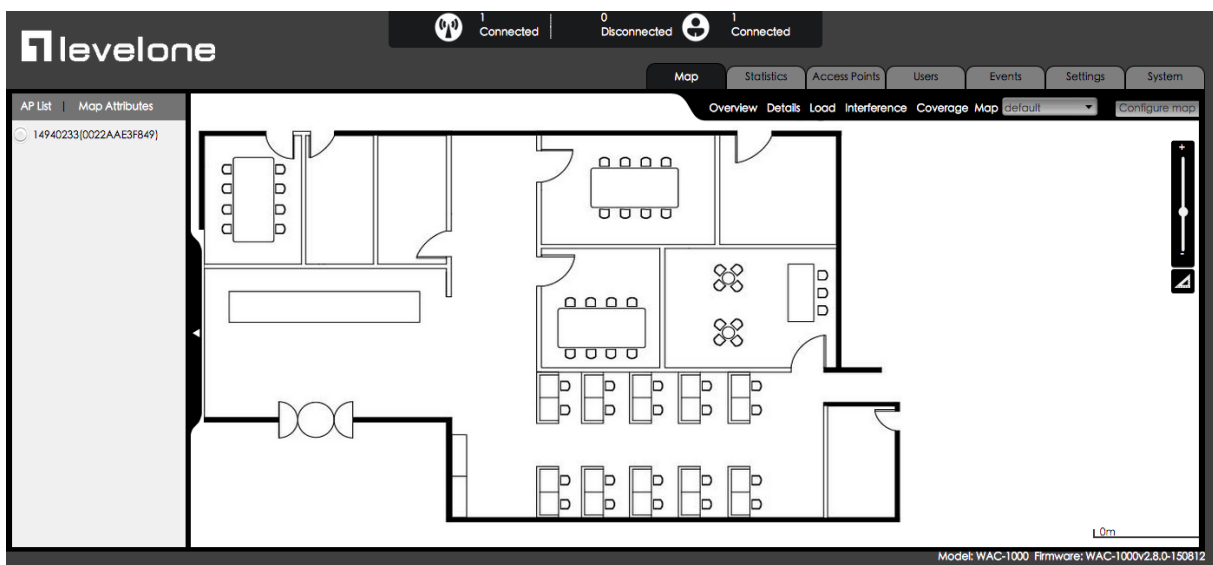 levelone
1 Connected
0 Disconnected
1 Connected
Map Statistics Access Points Users Events Settings System
AP List | Map Attributes
Overview Details Load Interference Coverage Map default Configure map
14940233(0022AAE3F849)
+
-
0m
Model: WAC-1000 Firmware: WAC-1000v2.8.0-150812